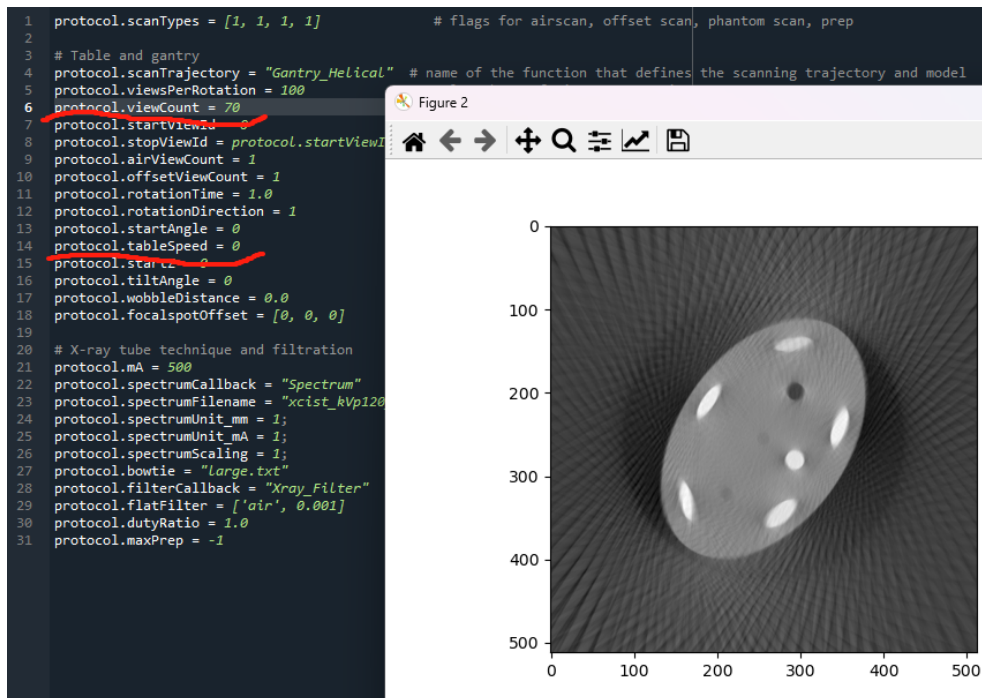 1 protocol.scanTypes = [1, 1, 1, 1] # flags for airscan, offset scan, phantom scan, prep
2
3 # Table and gantry
4 protocol.scanTrajectory = "Gantry_Helical" # name of the function that defines the scanning trajectory and model
5 protocol.viewsPerRotation = 100
6 protocol.viewCount = 70
7 protocol.startViewId = 0
8 protocol.stopViewId = protocol.startViewI
9 protocol.airViewCount = 1
10 protocol.offsetViewCount = 1
11 protocol.rotationTime = 1.0
12 protocol.rotationDirection = 1
13 protocol.startAngle = 0
14 protocol.tableSpeed = 0
15 protocol.startZ = 0
16 protocol.tiltAngle = 0
17 protocol.wobbleDistance = 0.0
18 protocol.focalspotOffset = [0, 0, 0]
19
20 # X-ray tube technique and filtration
21 protocol.mA = 500
22 protocol.spectrumCallback = "Spectrum"
23 protocol.spectrumFilename = "xcist_kVp120
24 protocol.spectrumUnit_mm = 1;
25 protocol.spectrumUnit_mA = 1;
26 protocol.spectrumScaling = 1;
27 protocol.bowtie = "large.txt"
28 protocol.filterCallback = "Xray_Filter"
29 protocol.flatFilter = ['air', 0.001]
30 protocol.dutyRatio = 1.0
31 protocol.maxPrep = -1
Figure 2
0
100
200
300
400
500
0 100 200 300 400 500